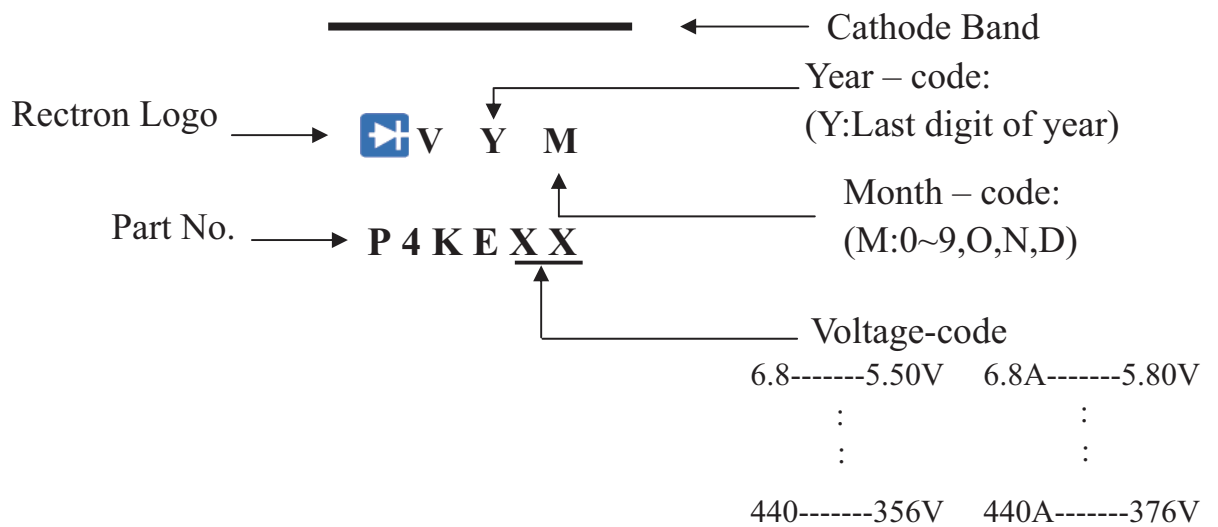 Cathode Band
Year – code:
(Y:Last digit of year)
Rectron Logo
V Y M
Month – code:
(M:0~9,O,N,D)
Part No.
P4KEXX
Voltage-code
6.8-------5.50V 6.8A-------5.80V
: :
: :
440-------356V 440A-------376V